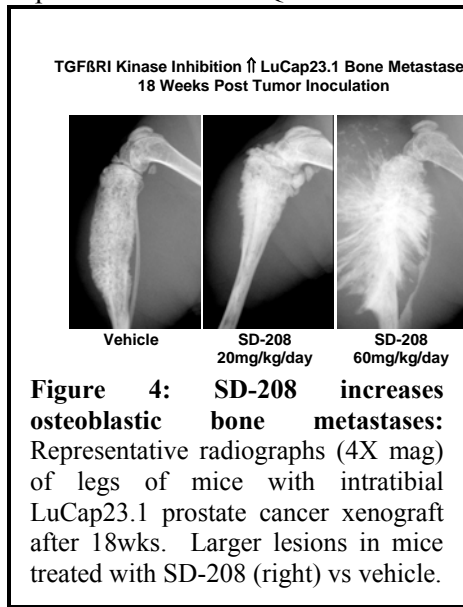 TGFßRI Kinase Inhibition ⇑ LuCap23.1 Bone Metastase
18 Weeks Post Tumor Inoculation
Vehicle
SD-208
20mg/kg/day
SD-208
60mg/kg/day
Figure 4: SD-208 increases
osteoblastic bone metastases:
Representative radiographs (4X mag)
of legs of mice with intratibial
LuCap23.1 prostate cancer xenograft
after 18wks. Larger lesions in mice
treated with SD-208 (right) vs vehicle.